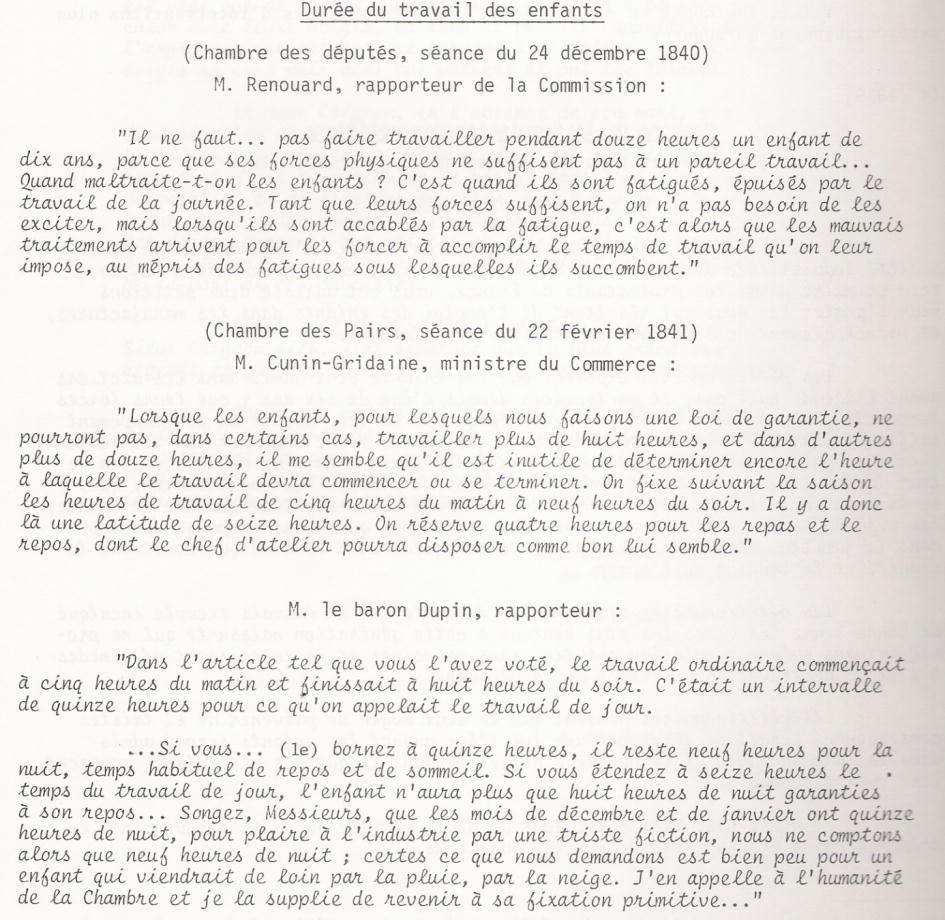 Durée du travail des enfants
(Chambre des députés, séance du 24 décembre 1840)
M. Renouard, rapporteur de la Commission :
"Il ne faut... pas faire travailler pendant douze heures un enfant de
dix ans, parce que ses forces physiques ne suffisent pas à un pareil travail...
Quand maltraite-t-on les enfants ? C'est quand ils sont fatigués, épuisés par le
travail de la journée. Tant que leurs forces suffisent, on n'a pas besoin de les
exciter, mais lorsqu'ils sont accablés par la fatigue, c'est alors que les mauvais
traitements arrivent pour les forcer à accomplir le temps de travail qu'on leur
impose, au mépris des fatigues sous lesquelles ils succombent."
(Chambre des Pairs, séance du 22 février 1841)
M. Cunin-Gridaine, ministre du Commerce :
"Lorsque les enfants, pour lesquels nous faisons une loi de garantie, ne
pourront pas, dans certains cas, travailler plus de huit heures, et dans d'autres
plus de douze heures, il me semble qu'il est inutile de déterminer encore l'heure
à laquelle le travail devra commencer ou se terminer. On fixe suivant la saison
les heures de travail de cinq heures du matin à neuf heures du soir. Il y a donc
là une latitude de seize heures. On réserve quatre heures pour les repas et le
repos, dont le chef d'atelier pourra disposer comme bon lui semble."
M. le baron Dupin, rapporteur :
"Dans l'article tel que vous l'avez voté, le travail ordinaire commençait
à cinq heures du matin et finissait à huit heures du soir. C'était un intervalle
de quinze heures pour ce qu'on appelait le travail de jour.
...Si vous... (le) bornez à quinze heures, il reste neuf heures pour la
nuit, temps habituel de repos et de sommeil. Si vous étendez à seize heures le
temps du travail de jour, l'enfant n'aura plus que huit heures de nuit garanties
à son repos... Songez, Messieurs, que les mois de décembre et de janvier ont quinze
heures de nuit, pour plaire à l'industrie par une triste fiction, nous ne comptons
alors que neuf heures de nuit ; certes ce que nous demandons est bien peu pour un
enfant qui viendrait de loin par la pluie, par la neige. J'en appelle à l'humanité
de la Chambre et je la supplie de revenir à sa fixation primitive..."